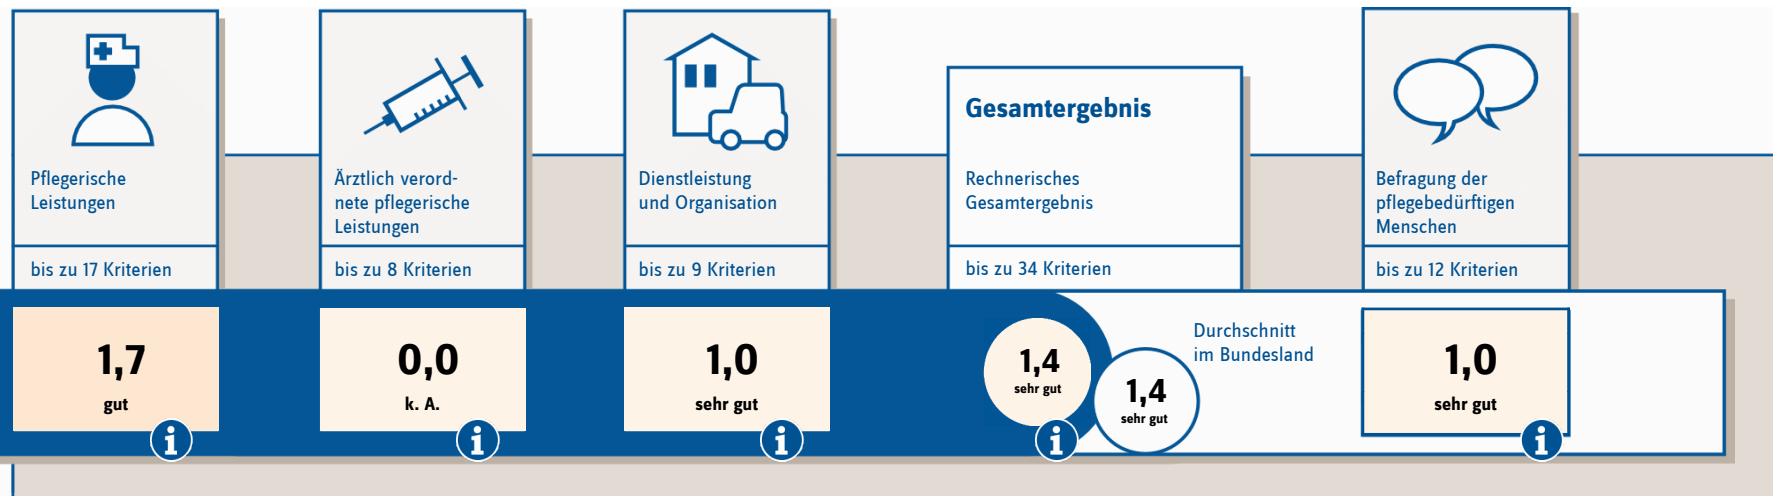 Pflegerische
Leistungen
bis zu 17 Kriterien
1,7
gut
Ärztlich verord-
nete pflegerische
Leistungen
bis zu 8 Kriterien
0,0
k. A.
Dienstleistung
und Organisation
bis zu 9 Kriterien
1,0
sehr gut
Gesamtergebnis
Rechnerisches
Gesamtergebnis
bis zu 34 Kriterien
1,4
sehr gut
Durchschnitt
im Bundesland
1,4
sehr gut
Befragung der
pflegebedürftigen
Menschen
bis zu 12 Kriterien
1,0
sehr gut